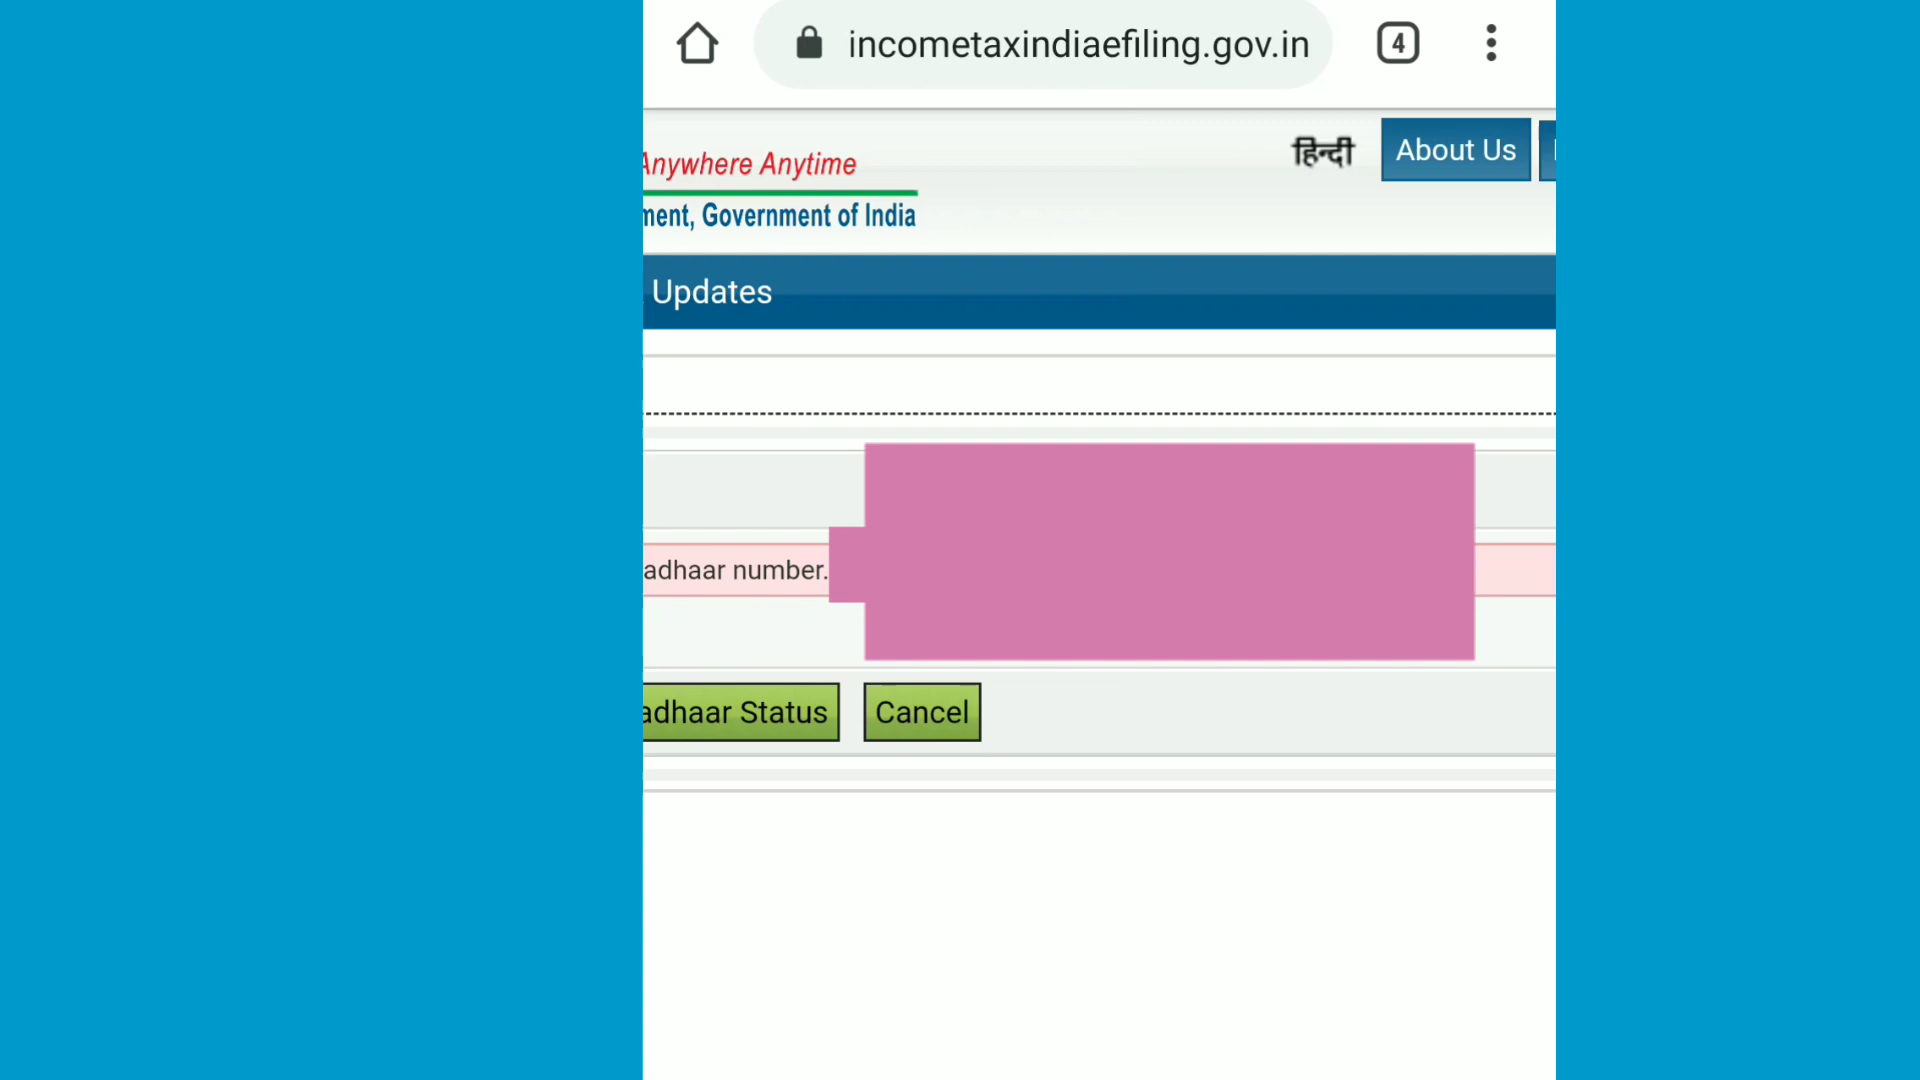 incometaxindiaefiling.gov.in
4
Anywhere Anytime
हिन्दी
About Us
ment, Government of India
Updates
adhaar number.
adhaar Status
Cancel